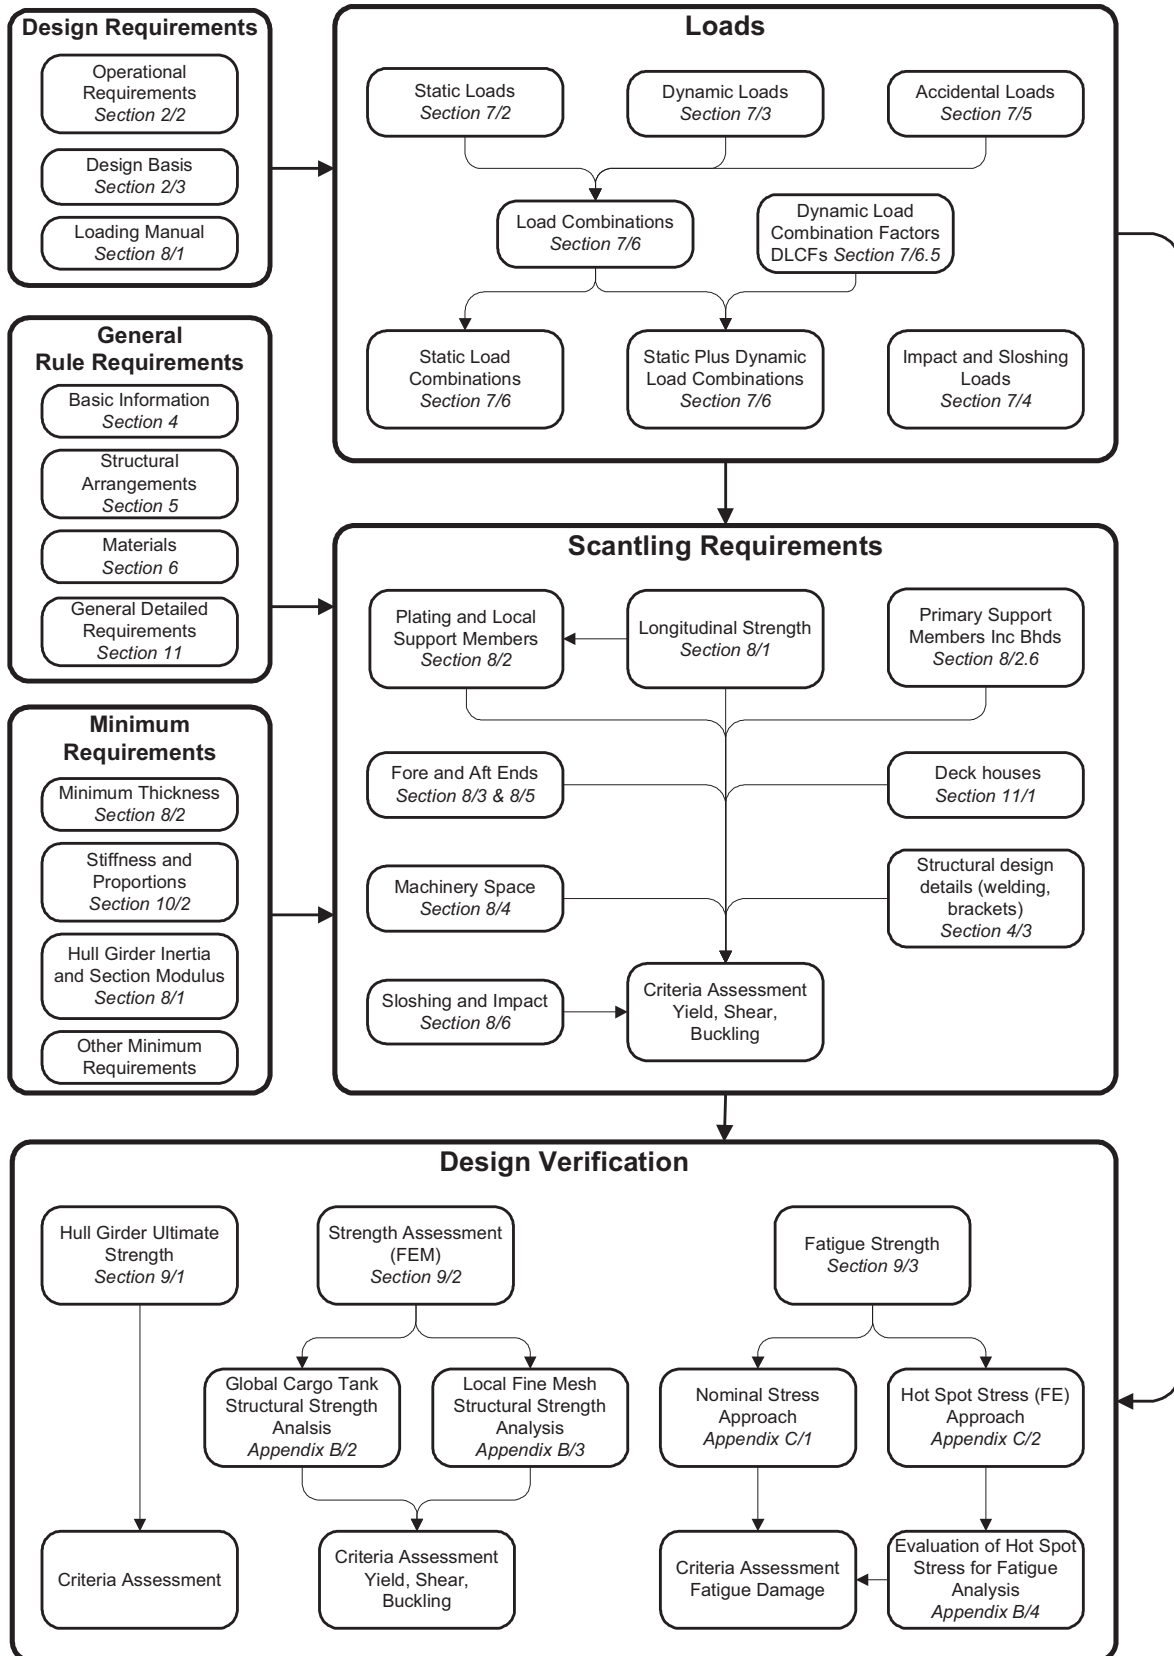 Design Requirements
Operational
Requirements
Section 2/2
Design Basis
Section 2/3
Loading Manual
Section 8/1
General
Rule Requirements
Basic Information
Section 4
Structural
Arrangements
Section 5
Materials
Section 6
General Detailed
Requirements
Section 11
Minimum
Requirements
Minimum Thickness
Section 8/2
Stiffness and
Proportions
Section 10/2
Hull Girder Inertia
and Section Modulus
Section 8/1
Other Minimum
Requirements
Loads
Static Loads
Section 7/2
Dynamic Loads
Section 7/3
Accidental Loads
Section 7/5
Load Combinations
Section 7/6
Dynamic Load
Combination Factors
DLCFs Section 7/6.5
Static Load
Combinations
Section 7/6
Static Plus Dynamic
Load Combinations
Section 7/6
Impact and Sloshing
Loads
Section 7/4
Scantling Requirements
Plating and Local
Support Members
Section 8/2
Longitudinal Strength
Section 8/1
Primary Support
Members Inc Bhds
Section 8/2.6
Fore and Aft Ends
Section 8/3 & 8/5
Deck houses
Section 11/1
Machinery Space
Section 8/4
Structural design
details (welding,
brackets)
Section 4/3
Sloshing and Impact
Section 8/6
Criteria Assessment
Yield, Shear,
Buckling
Design Verification
Hull Girder Ultimate
Strength
Section 9/1
Strength Assessment
(FEM)
Section 9/2
Fatigue Strength
Section 9/3
Global Cargo Tank
Structural Strength
Analsis
Appendix B/2
Local Fine Mesh
Structural Strength
Analysis
Appendix B/3
Nominal Stress
Approach
Appendix C/1
Hot Spot Stress (FE)
Approach
Appendix C/2
Criteria Assessment
Criteria Assessment
Yield, Shear,
Buckling
Criteria Assessment
Fatigue Damage
Evaluation of Hot Spot
Stress for Fatigue
Analysis
Appendix B/4